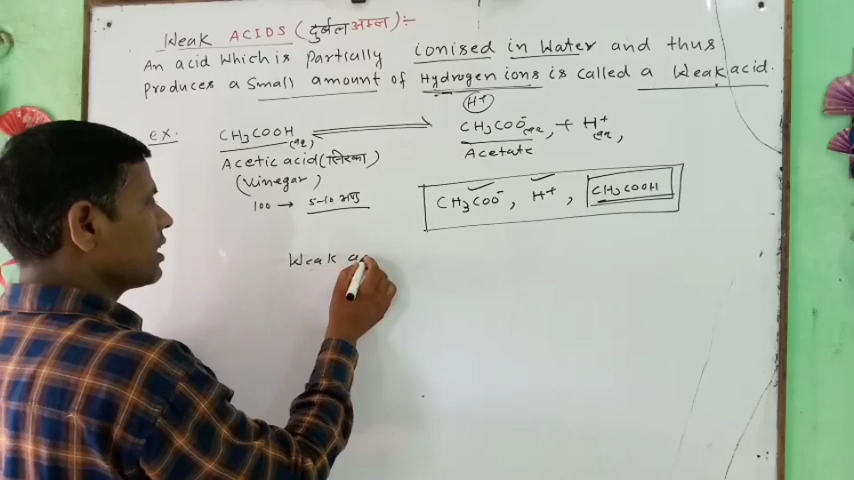 Weak ACIDS (दुर्बल अम्ल) :-
An acid which is partially ionised in water and thus
produces a small amount of Hydrogen ions is called a weak acid.
(H+)
ex. CH3COOH(aq) ⇌ CH3COO-(aq) + H+(aq)
Acetic acid (सिरका) Acetate
(Vinegar)
100 → 5-10 अणु
CH3COO-, H+, CH3COOH
Weak